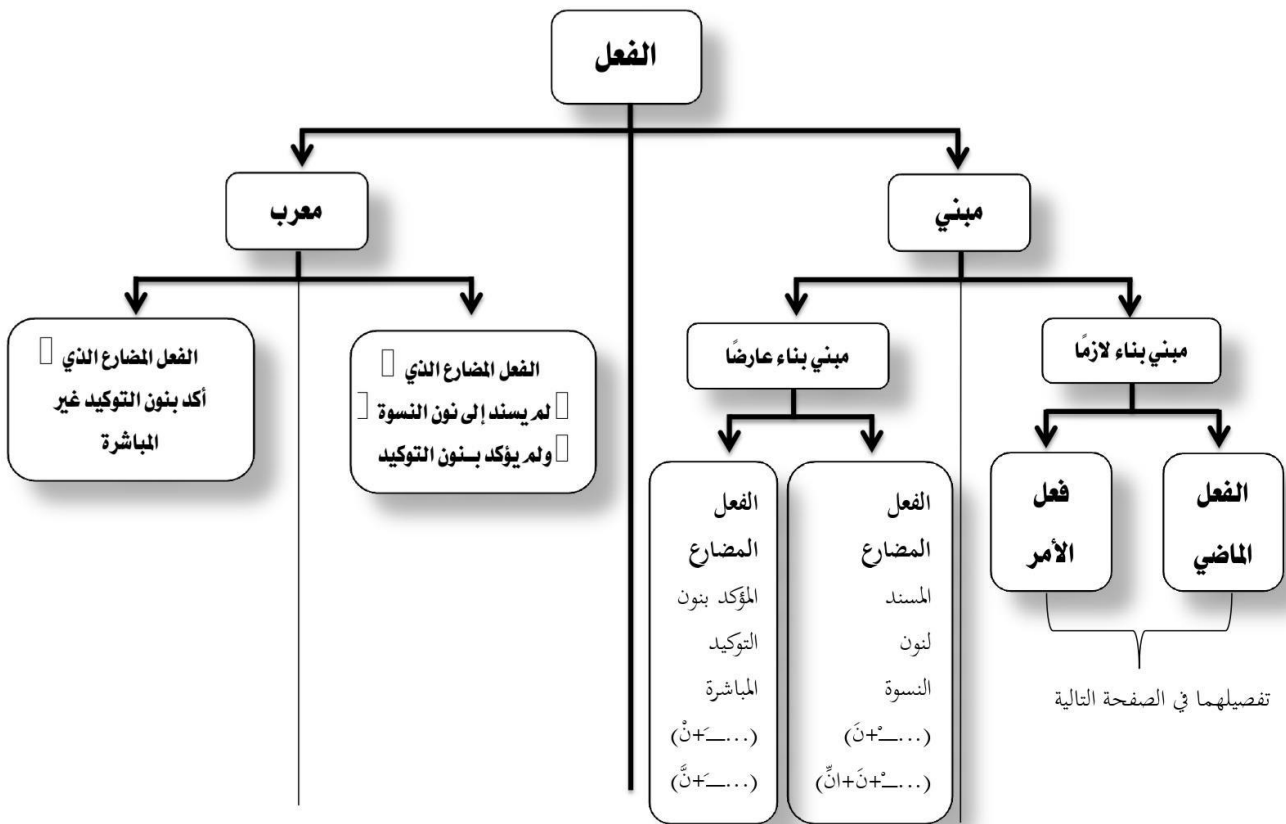 الفعل
مبني
معرب
مبني بناء لازمًا
مبني بناء عارضًا
الفعل
الماضي
فعل
الأمر
تفصيلهما في الصفحة التالية
الفعل
المضارع
المسند
لنون
النسوة
(...ـْ+نَ)
(...ـْ+نَ+انِّ)
الفعل
المضارع
المؤكد بنون
التوكيد
المباشرة
(...ـَ+نْ)
(...ـَ+نَّ)
الفعل المضارع الذي
لم يسند إلى نون النسوة
ولم يؤكد بـنون التوكيد
الفعل المضارع الذي
أكد بنون التوكيد غير
المباشرة